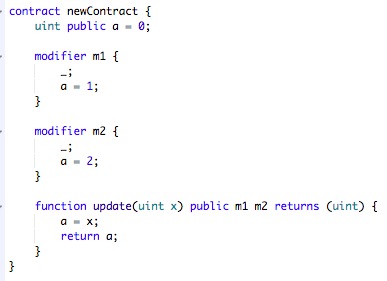 contract newContract {
uint public a = 0;
modifier m1 {
_;
a = 1;
}
modifier m2 {
_;
a = 2;
}
function update(uint x) public m1 m2 returns (uint) {
a = x;
return a;
}
}